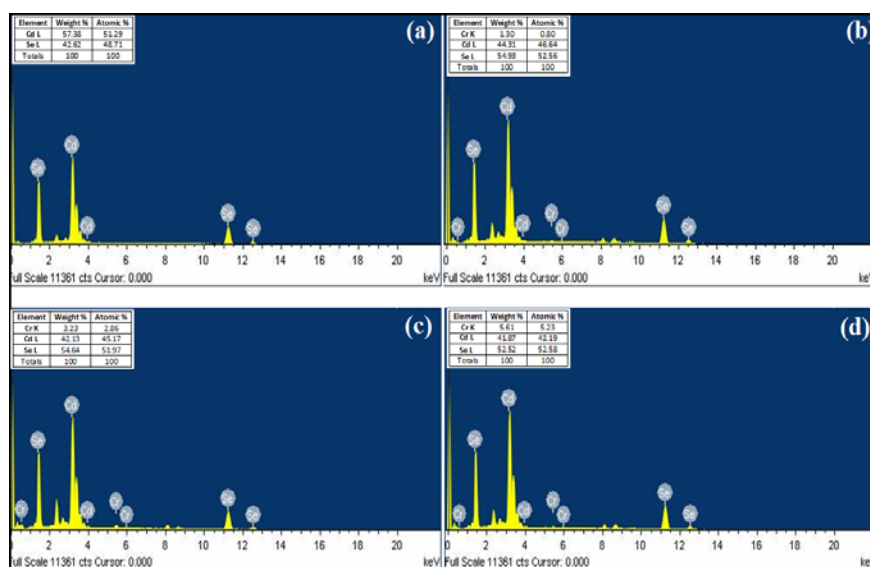 Element Weight % Atomic %
Cd L 57.38 51.29
Se L 42.62 48.71
Totals 100 100
(a)
Se Cd Cd Se Se
0 2 4 6 8 10 12 14 16 18 20
Full Scale 11361 cts Cursor: 0.000 keV
Element Weight % Atomic %
Cr K 1.30 0.80
Cd L 44.31 46.64
Se L 54.93 52.56
Totals 100 100
(b)
Cr Se Cd Cd Cr Cr Se Se
2 4 6 8 10 12 14 16 18 20
Full Scale 11361 cts Cursor: 0.000 keV
Element Weight % Atomic %
Cr K 3.23 2.86
Cd L 42.13 45.17
Se L 54.64 51.97
Totals 100 100
(c)
Cr Se Cd Cd Cr Cr Se Se
0 2 4 6 8 10 12 14 16 18 20
Full Scale 11361 cts Cursor: 0.000 keV
Element Weight % Atomic %
Cr K 5.61 5.23
Cd L 41.87 42.19
Se L 52.52 52.58
Totals 100 100
(d)
Cr Se Cd Cd Cr Cr Se Se
2 4 6 8 10 12 14 16 18 20
Full Scale 11361 cts Cursor: 0.000 keV